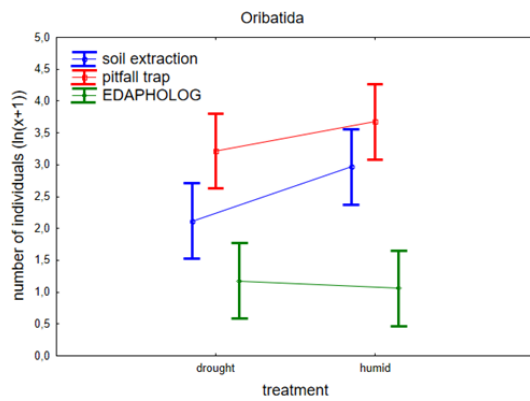 Oribatida
soil extraction
pitfall trap
EDAPHOLOG
number of individuals (ln(x+1))
5,0
4,5
4,0
3,5
3,0
2,5
2,0
1,5
1,0
0,5
0,0
drought humid
treatment